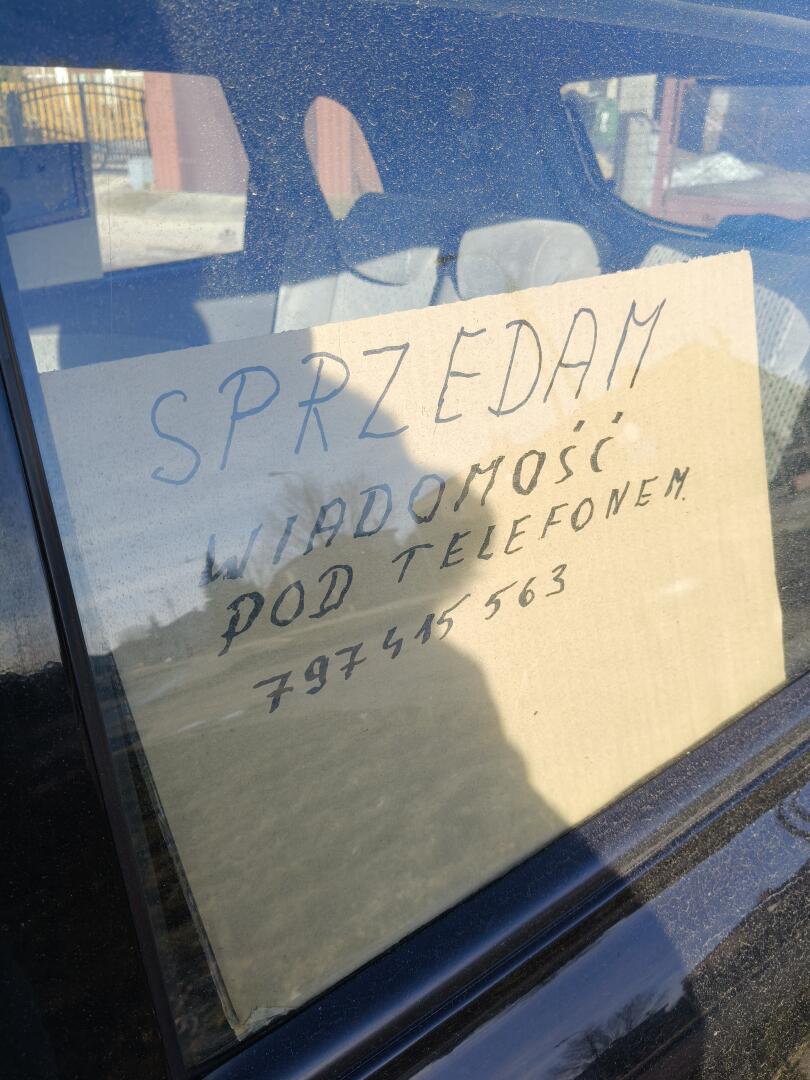 SPRZEDAM
WIADOMOŚĆ
POD TELEFONEM.
797 415 563